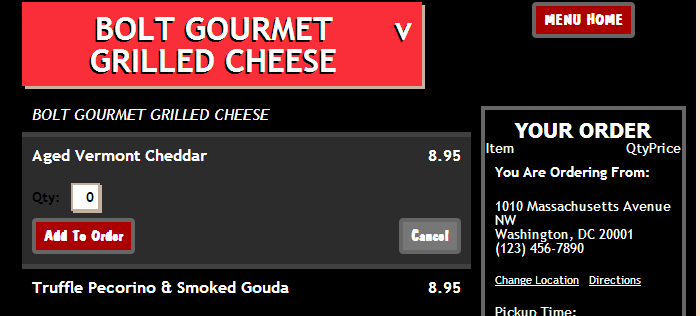 BOLT GOURMET
GRILLED CHEESE
V
MENU HOME
BOLT GOURMET GRILLED CHEESE
Aged Vermont Cheddar 8.95
Qty: 0
Add To Order
Cancel
Truffle Pecorino & Smoked Gouda 8.95
YOUR ORDER
Item QtyPrice
You Are Ordering From:
1010 Massachusetts Avenue
NW
Washington, DC 20001
(123) 456-7890
Change Location Directions
Pickup Time: